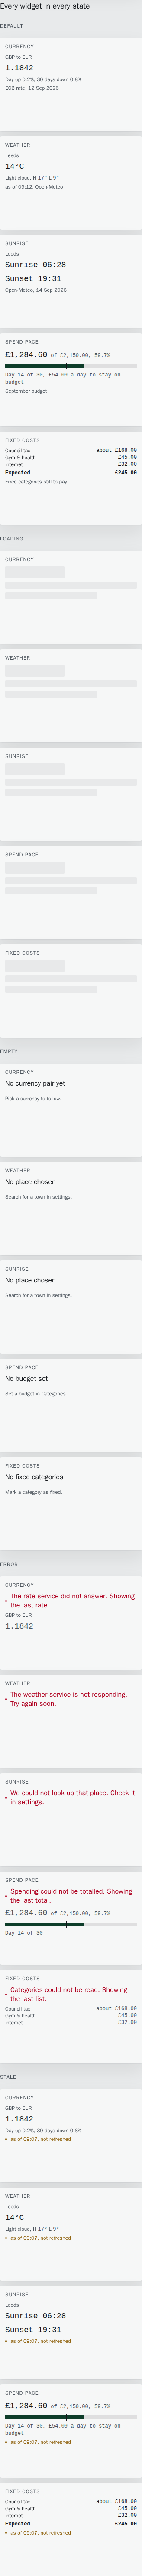 Every widget in every state
DEFAULT
CURRENCY
GBP to EUR
1.1842
Day up 0.2%, 30 days down 0.8%
ECB rate, 12 Sep 2026
WEATHER
Leeds
14°C
Light cloud, H 17° L 9°
as of 09:12, Open-Meteo
SUNRISE
Leeds
Sunrise 06:28
Sunset 19:31
Open-Meteo, 14 Sep 2026
SPEND PACE
£1,284.60 of £2,150.00, 59.7%
Day 14 of 30, £54.09 a day to stay on
budget
September budget
FIXED COSTS
Council tax about £168.00
Gym & health £45.00
Internet £32.00
Expected £245.00
Fixed categories still to pay
LOADING
CURRENCY
WEATHER
SUNRISE
SPEND PACE
FIXED COSTS
EMPTY
CURRENCY
No currency pair yet
Pick a currency to follow.
WEATHER
No place chosen
Search for a town in settings.
SUNRISE
No place chosen
Search for a town in settings.
SPEND PACE
No budget set
Set a budget in Categories.
FIXED COSTS
No fixed categories
Mark a category as fixed.
ERROR
CURRENCY
The rate service did not answer. Showing
the last rate.
GBP to EUR
1.1842
WEATHER
The weather service is not responding.
Try again soon.
SUNRISE
We could not look up that place. Check it
in settings.
SPEND PACE
Spending could not be totalled. Showing
the last total.
£1,284.60 of £2,150.00, 59.7%
Day 14 of 30
FIXED COSTS
Categories could not be read. Showing
the last list.
Council tax about £168.00
Gym & health £45.00
Internet £32.00
STALE
CURRENCY
GBP to EUR
1.1842
Day up 0.2%, 30 days down 0.8%
as of 09:07, not refreshed
WEATHER
Leeds
14°C
Light cloud, H 17° L 9°
as of 09:07, not refreshed
SUNRISE
Leeds
Sunrise 06:28
Sunset 19:31
as of 09:07, not refreshed
SPEND PACE
£1,284.60 of £2,150.00, 59.7%
Day 14 of 30, £54.09 a day to stay on
budget
as of 09:07, not refreshed
FIXED COSTS
Council tax about £168.00
Gym & health £45.00
Internet £32.00
Expected £245.00
as of 09:07, not refreshed